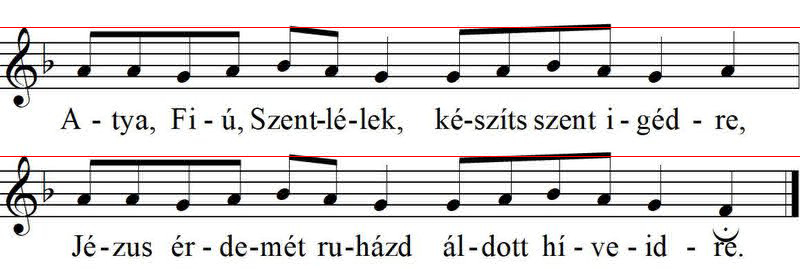 A - tya, Fi - ú, Szent-lé-lek, ké-szíts szent i - géd - re,
Jé-zus ér - de-mét ru-házd ál-dott hí - ve-id - re.